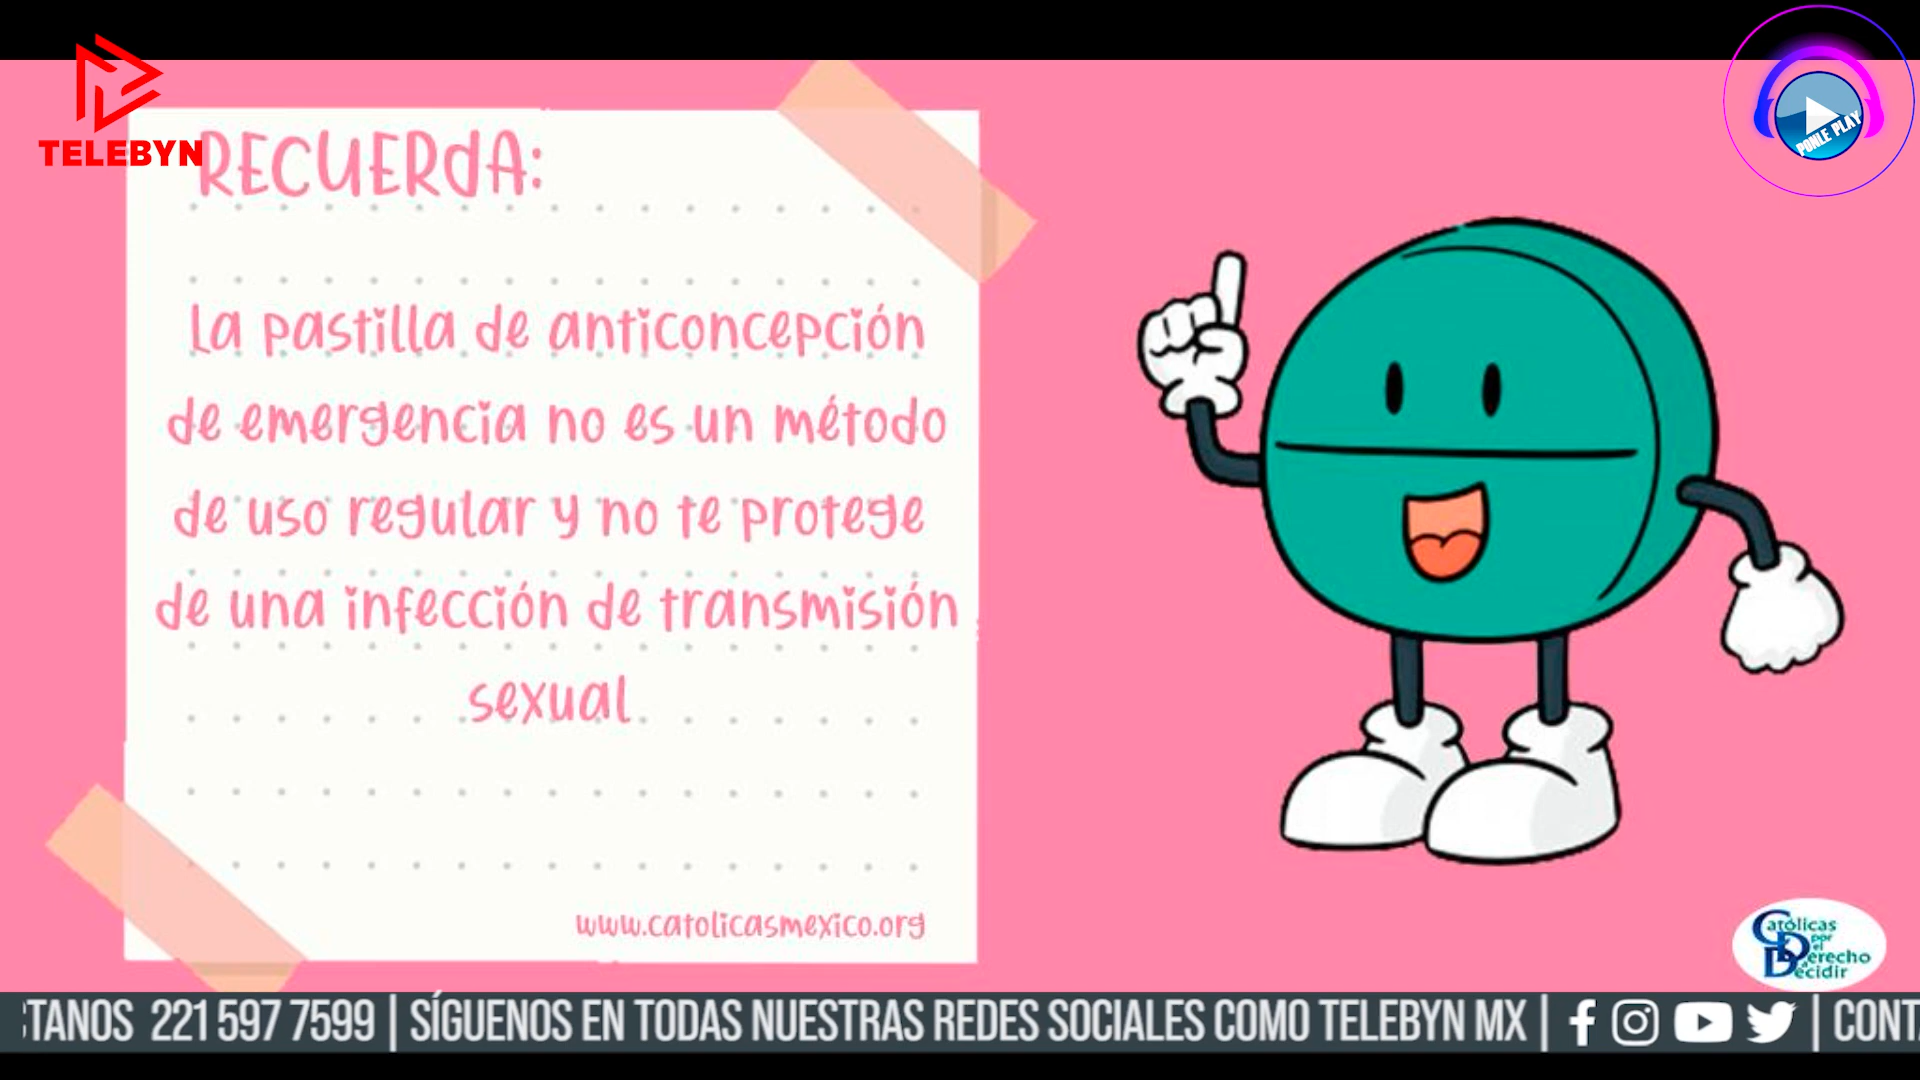 TELEBYN
PONLE PLAY
RECUERdA:
La pastilla de anticoncepción
de emergencia no es un método
de uso regular y no te protege
de una infección de transmisión
sexual
www.catolicasmexico.org
Católicas
por
el
Derecho
a
Decidir
TANOS 221 597 7599 | SÍGUENOS EN TODAS NUESTRAS REDES SOCIALES COMO TELEBYN MX | | CONT